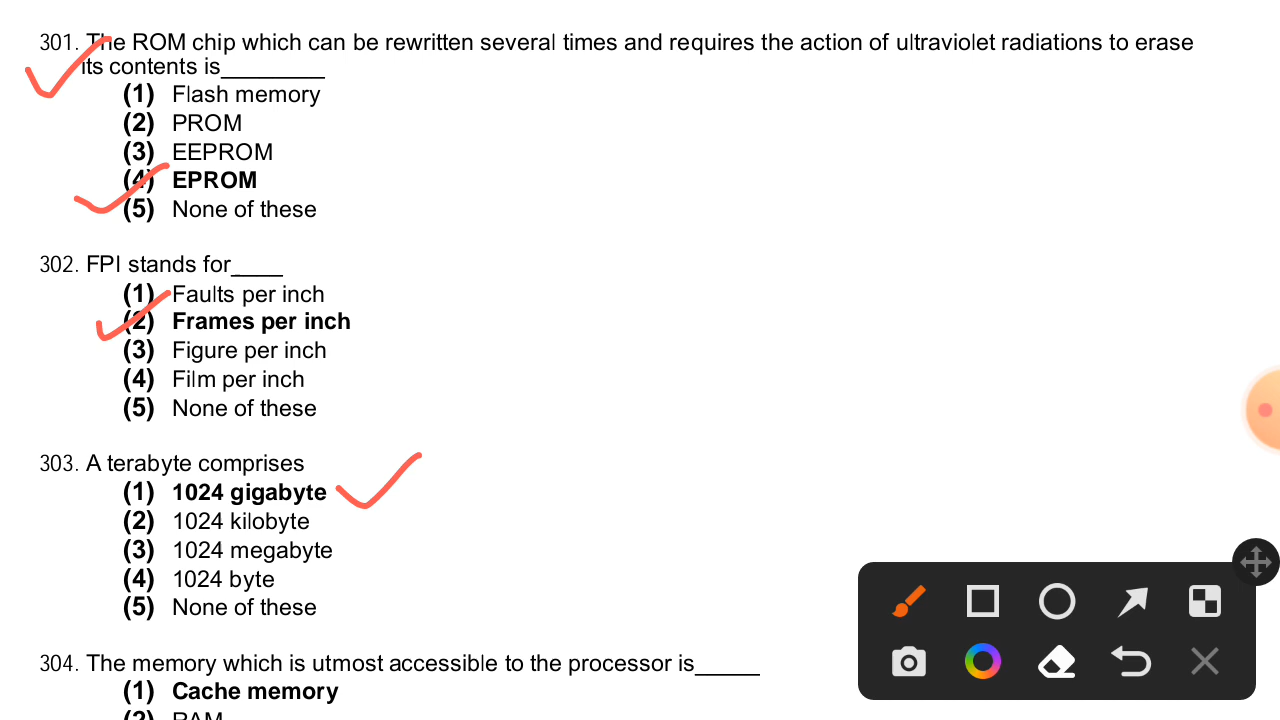 301. The ROM chip which can be rewritten several times and requires the action of ultraviolet radiations to erase
its contents is________
(1) Flash memory
(2) PROM
(3) EEPROM
(4) EPROM
(5) None of these
302. FPI stands for____
(1) Faults per inch
(2) Frames per inch
(3) Figure per inch
(4) Film per inch
(5) None of these
303. A terabyte comprises
(1) 1024 gigabyte
(2) 1024 kilobyte
(3) 1024 megabyte
(4) 1024 byte
(5) None of these
304. The memory which is utmost accessible to the processor is_____
(1) Cache memory
(2) RAM